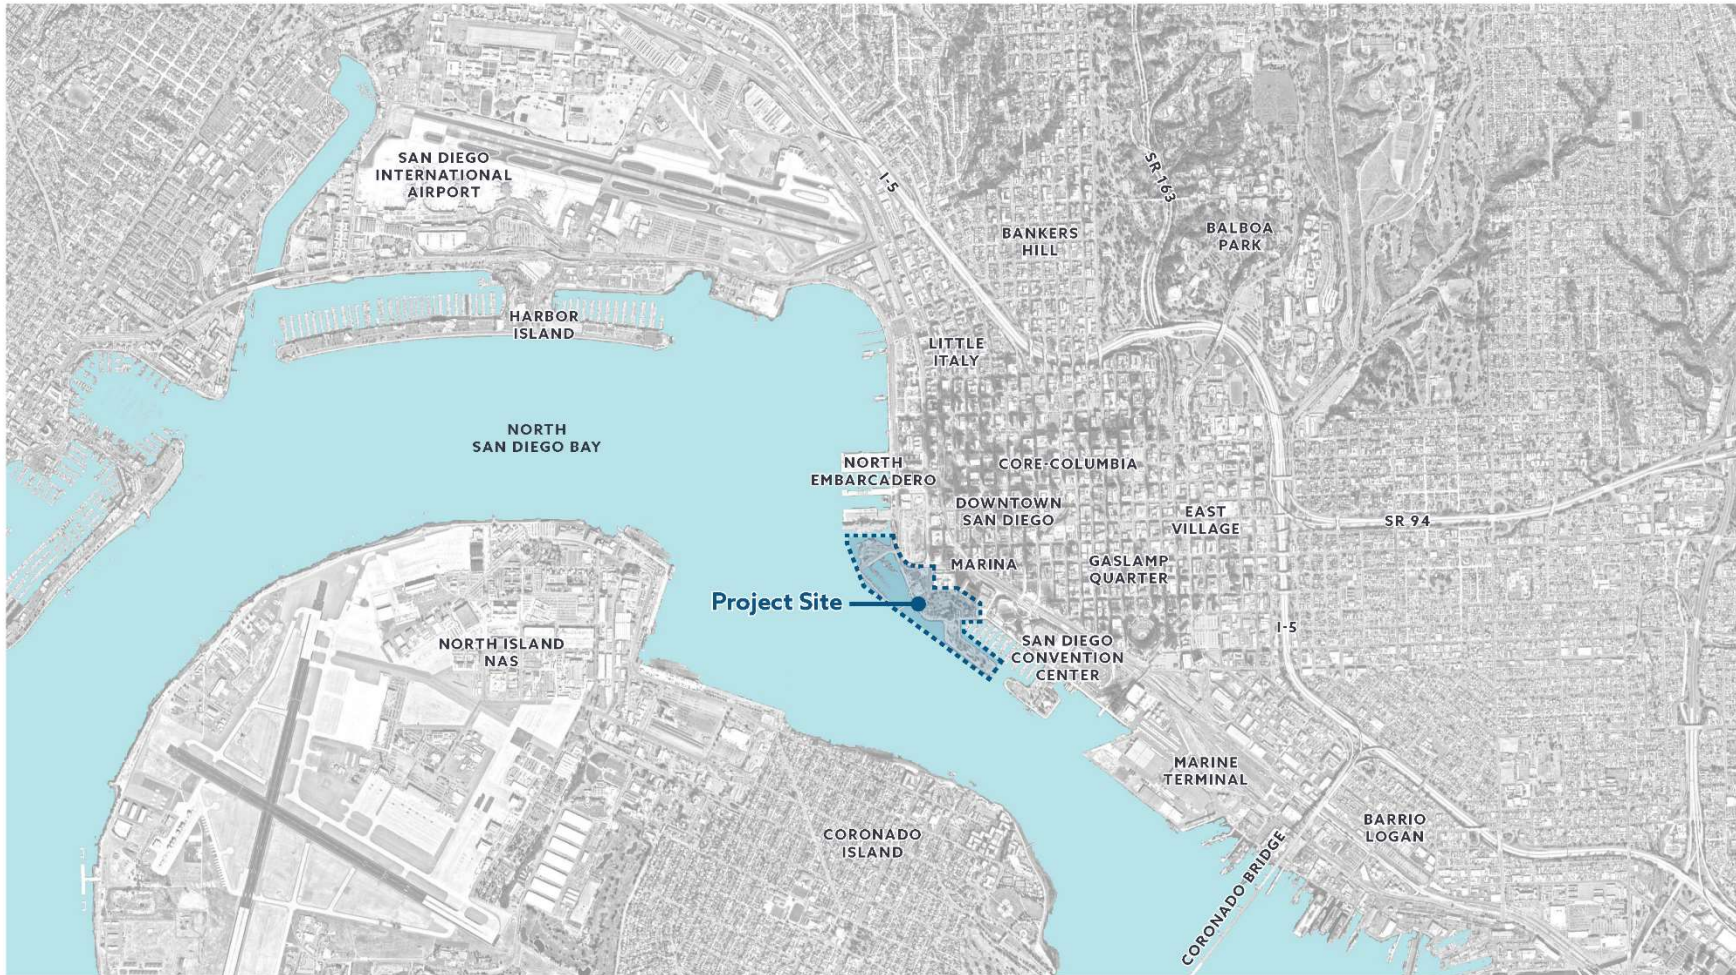 SAN DIEGO
INTERNATIONAL
AIRPORT
I-5
SR 163
BANKERS
HILL
BALBOA
PARK
HARBOR
ISLAND
LITTLE
ITALY
NORTH
SAN DIEGO BAY
NORTH
EMBARCADERO
CORE-COLUMBIA
DOWNTOWN
SAN DIEGO
EAST
VILLAGE
SR 94
MARINA
GASLAMP
QUARTER
Project Site
NORTH ISLAND
NAS
SAN DIEGO
CONVENTION
CENTER
I-5
MARINE
TERMINAL
CORONADO
ISLAND
BARRIO
LOGAN
CORONADO BRIDGE